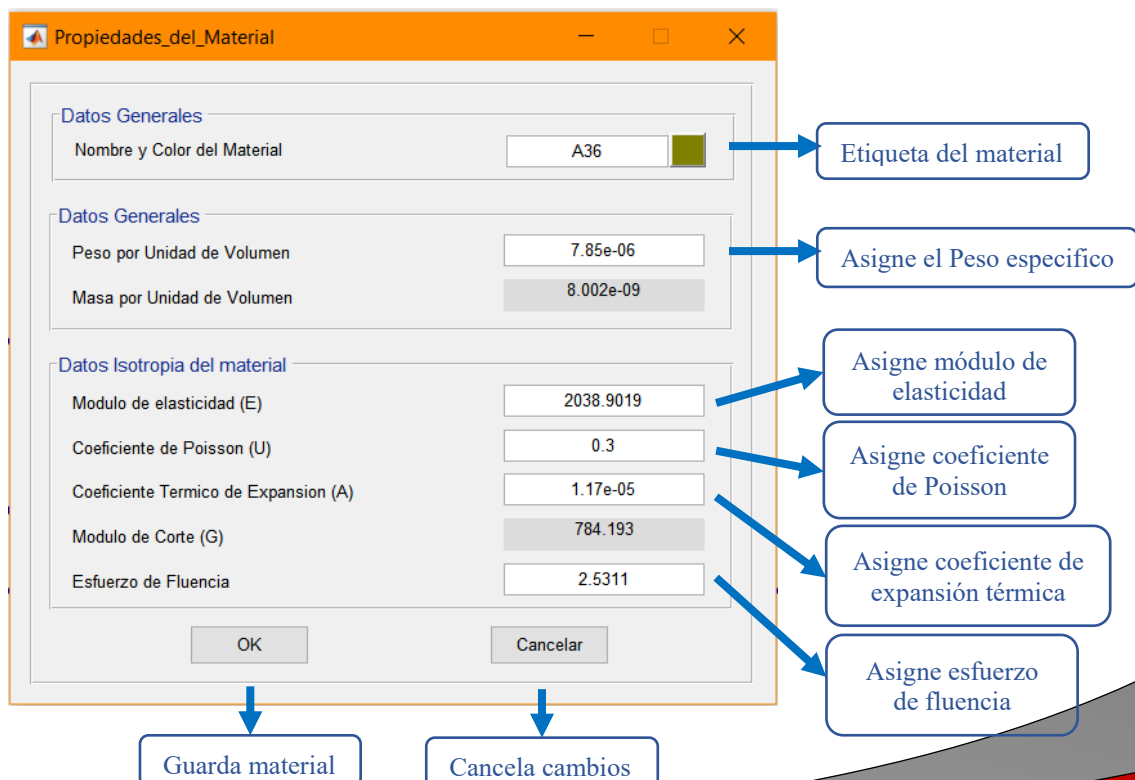 Propiedades_del_Material
Datos Generales
Nombre y Color del Material
A36
Etiqueta del material
Datos Generales
Peso por Unidad de Volumen
7.85e-06
Asigne el Peso especifico
Masa por Unidad de Volumen
8.002e-09
Datos Isotropia del material
Modulo de elasticidad (E)
2038.9019
Asigne módulo de
elasticidad
Coeficiente de Poisson (U)
0.3
Asigne coeficiente
de Poisson
Coeficiente Termico de Expansion (A)
1.17e-05
Asigne coeficiente de
expansión térmica
Modulo de Corte (G)
784.193
Esfuerzo de Fluencia
2.5311
Asigne esfuerzo
de fluencia
OK
Cancelar
Guarda material
Cancela cambios